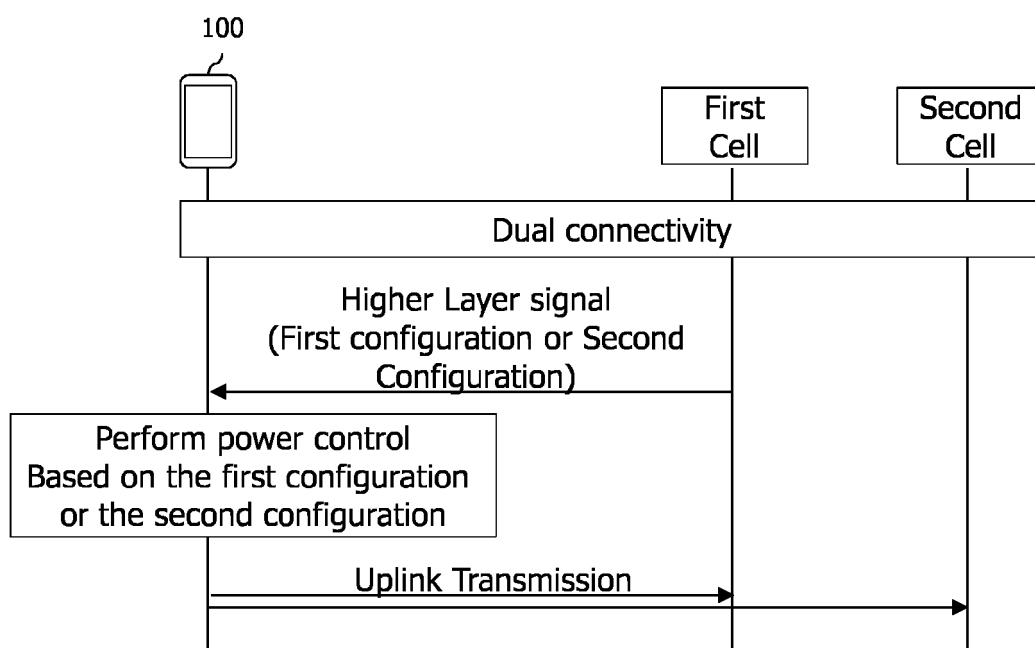 100
First
Cell
Second
Cell
Dual connectivity
Higher Layer signal
(First configuration or Second
Configuration)
Perform power control
Based on the first configuration
or the second configuration
Uplink Transmission